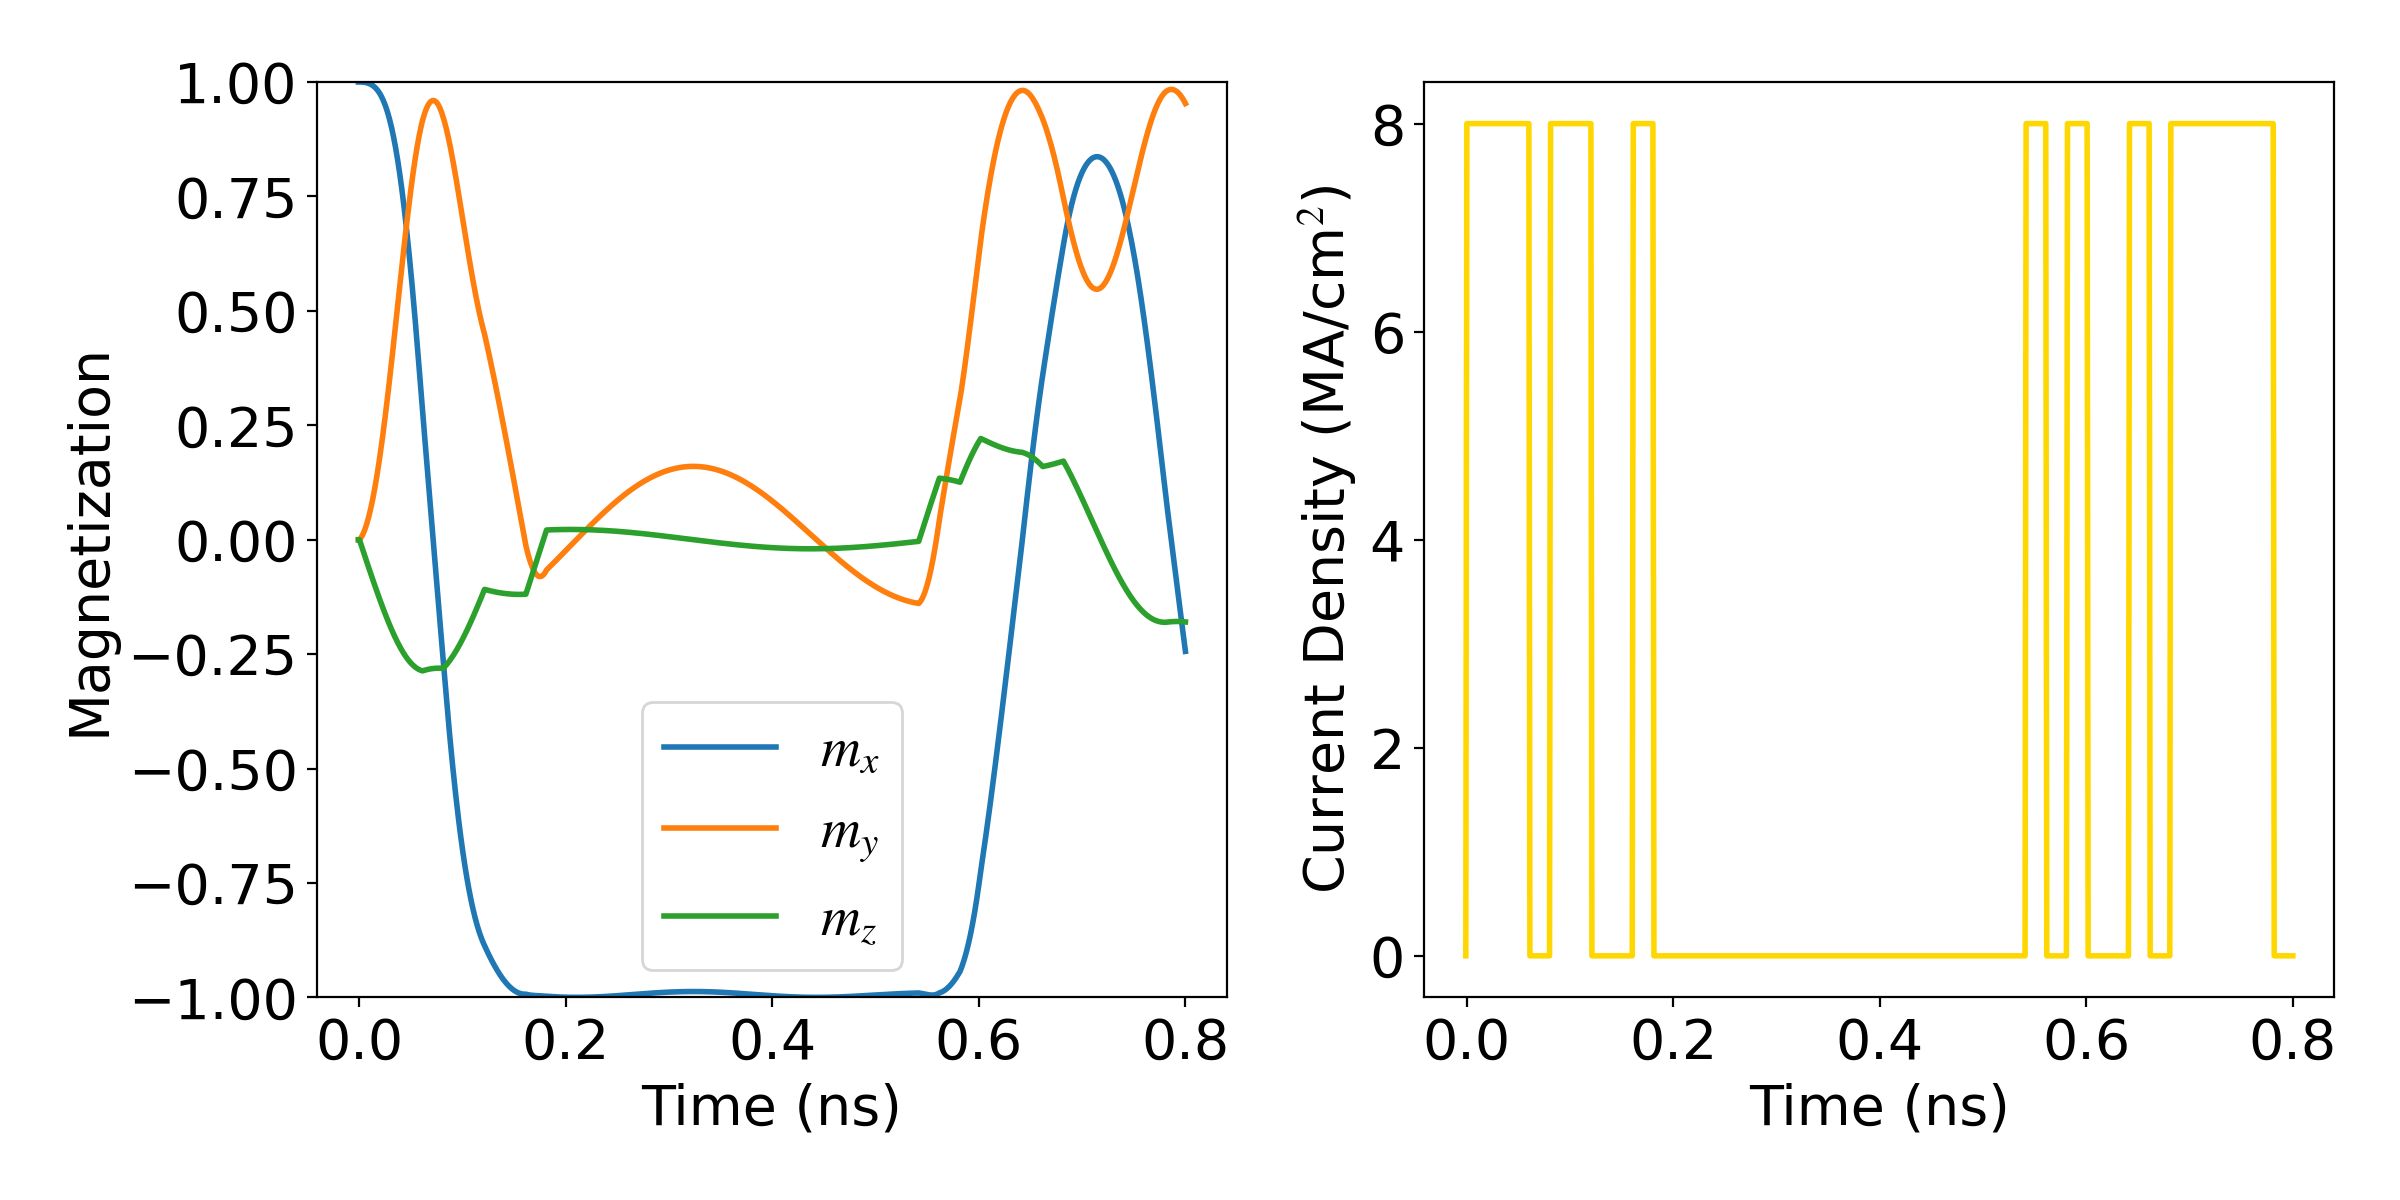 Magnetization
1.00
0.75
0.50
0.25
0.00
−0.25
−0.50
−0.75
−1.00
0.0 0.2 0.4 0.6 0.8
Time (ns)
m_x
m_y
m_z
Current Density (MA/cm²)
8
6
4
2
0
0.0 0.2 0.4 0.6 0.8
Time (ns)